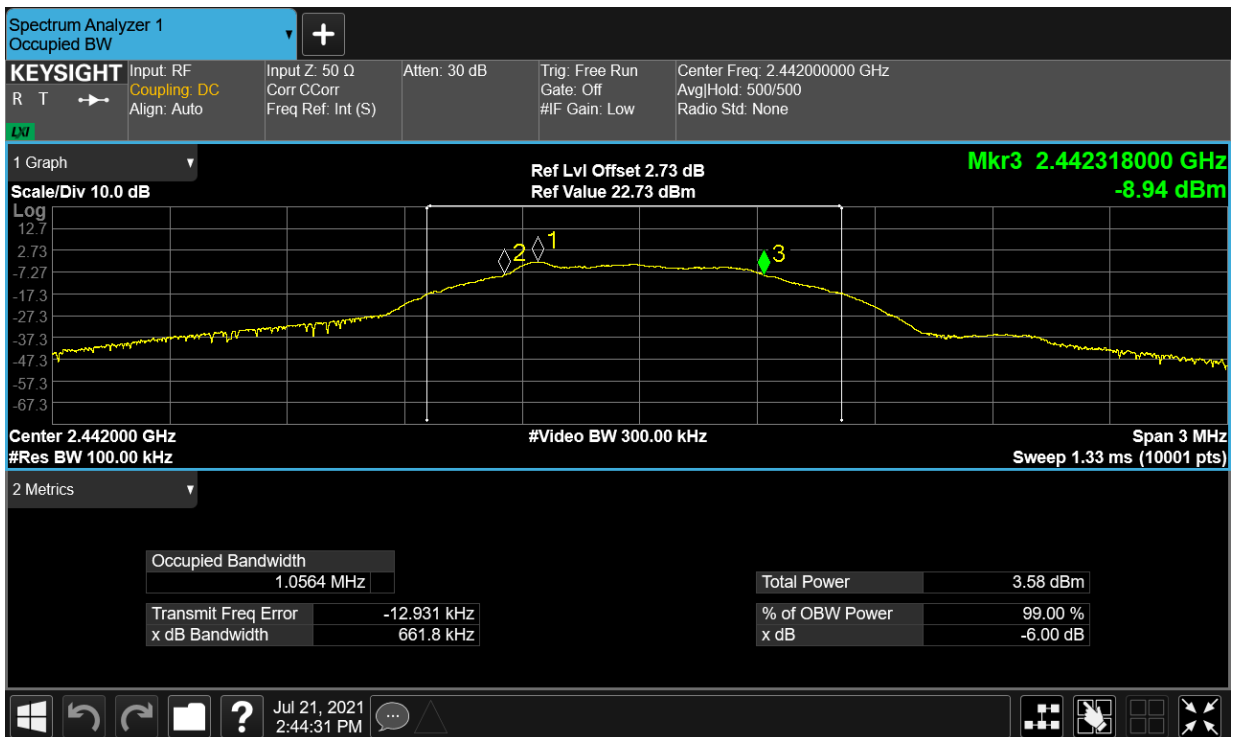 Spectrum Analyzer 1
Occupied BW
KEYSIGHT
R T
LXI
Input: RF
Coupling: DC
Align: Auto
Input Z: 50 Ω
Corr CCorr
Freq Ref: Int (S)
Atten: 30 dB
Trig: Free Run
Gate: Off
#IF Gain: Low
Center Freq: 2.442000000 GHz
Avg|Hold: 500/500
Radio Std: None
1 Graph
Scale/Div 10.0 dB
Ref Lvl Offset 2.73 dB
Ref Value 22.73 dBm
Mkr3 2.442318000 GHz
-8.94 dBm
Log
12.7
2.73
-7.27
-17.3
-27.3
-37.3
-47.3
-57.3
-67.3
2
1
3
Center 2.442000 GHz
#Video BW 300.00 kHz
Span 3 MHz
#Res BW 100.00 kHz
Sweep 1.33 ms (10001 pts)
2 Metrics
Occupied Bandwidth
1.0564 MHz
Total Power 3.58 dBm
Transmit Freq Error -12.931 kHz
% of OBW Power 99.00 %
x dB Bandwidth 661.8 kHz
x dB -6.00 dB
?
Jul 21, 2021
2:44:31 PM